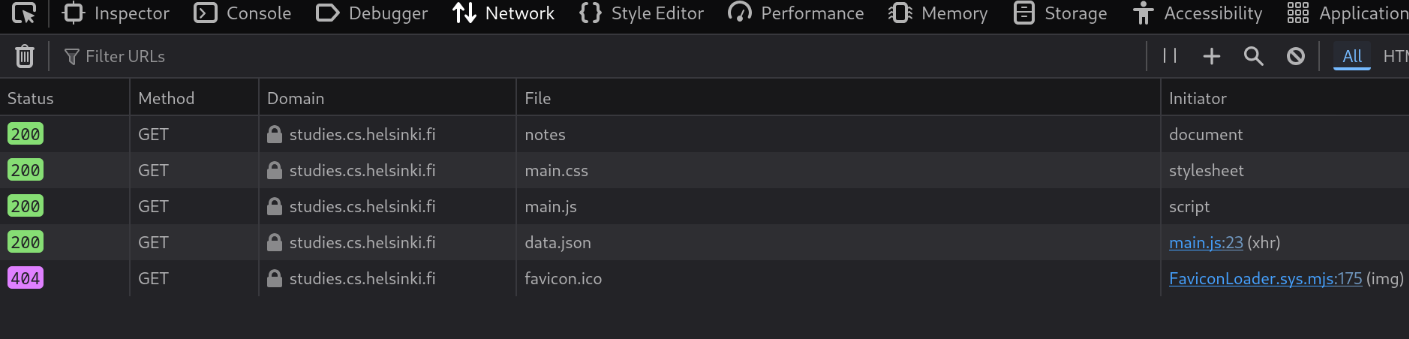 Inspector Console Debugger Network Style Editor Performance Memory Storage Accessibility Application
Filter URLs All
Status Method Domain File Initiator
200 GET studies.cs.helsinki.fi notes document
200 GET studies.cs.helsinki.fi main.css stylesheet
200 GET studies.cs.helsinki.fi main.js script
200 GET studies.cs.helsinki.fi data.json main.js:23 (xhr)
404 GET studies.cs.helsinki.fi favicon.ico FaviconLoader.sys.mjs:175 (img)